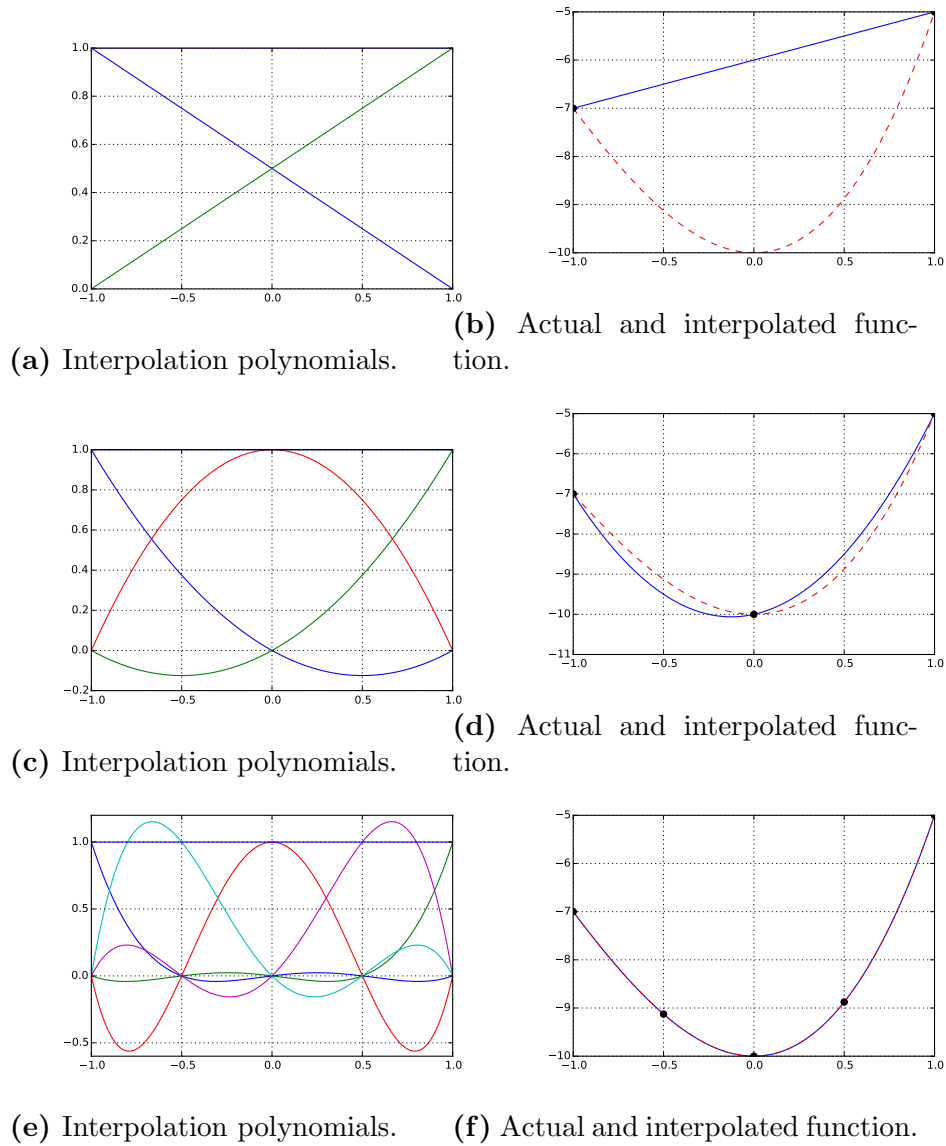 1.0
0.8
0.6
0.4
0.2
0.0
−1.0 −0.5 0.0 0.5 1.0
(a) Interpolation polynomials.
−5
−6
−7
−8
−9
−10
−1.0 −0.5 0.0 0.5 1.0
(b) Actual and interpolated func-
tion.
1.0
0.8
0.6
0.4
0.2
0.0
−0.2
−1.0 −0.5 0.0 0.5 1.0
(c) Interpolation polynomials.
−5
−6
−7
−8
−9
−10
−11
−1.0 −0.5 0.0 0.5 1.0
(d) Actual and interpolated func-
tion.
1.0
0.5
0.0
−0.5
−1.0 −0.5 0.0 0.5 1.0
(e) Interpolation polynomials.
−5
−6
−7
−8
−9
−10
−1.0 −0.5 0.0 0.5 1.0
(f) Actual and interpolated function.